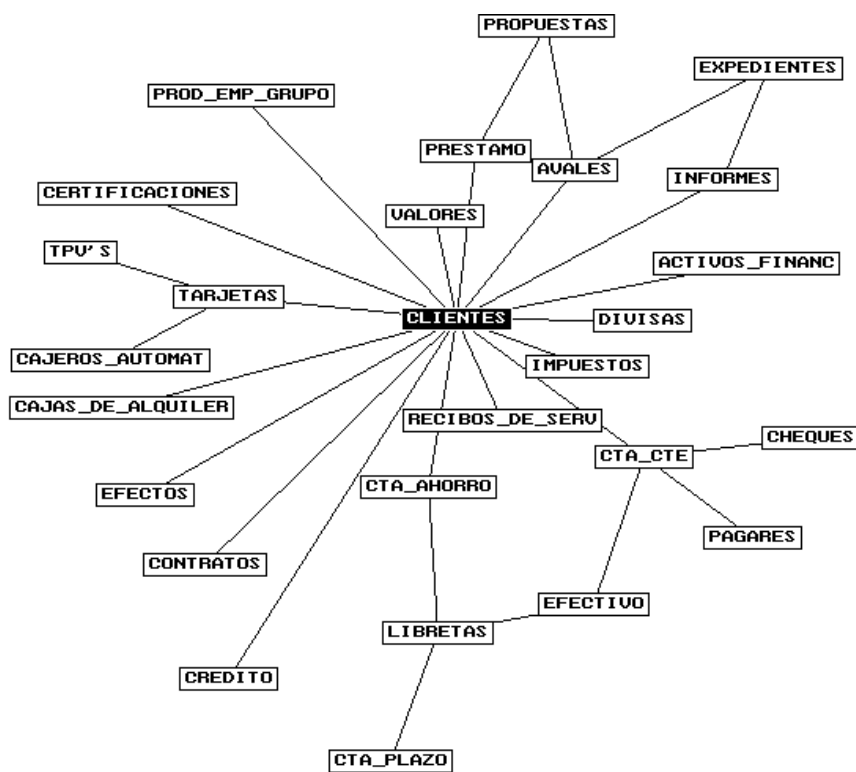 PROPUESTAS
EXPEDIENTES
PROD_EMP_GRUPO
PRESTAMO
AVALES
INFORMES
CERTIFICACIONES
VALORES
TPV'S
ACTIVOS_FINANC
TARJETAS
CLIENTES
DIVISAS
CAJEROS_AUTOMAT
IMPUESTOS
CAJAS_DE_ALQUILER
RECIBOS_DE_SERV
CHEQUES
CTA_CTE
CTA_AHORRO
EFECTOS
PAGARES
CONTRATOS
EFECTIVO
LIBRETAS
CREDITO
CTA_PLAZO